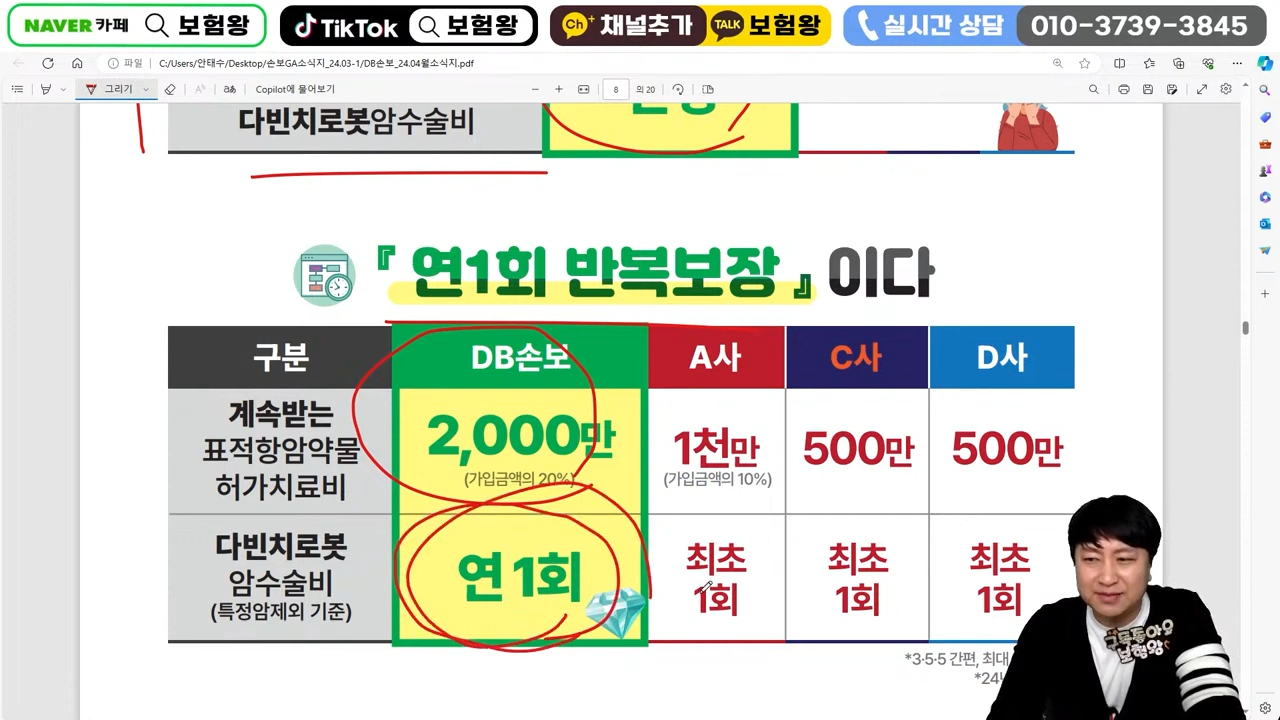 NAVER 카페 보험왕
TikTok 보험왕
Ch+ 채널추가 TALK 보험왕
실시간 상담 010-3739-3845
파일 C:/Users/안태수/Desktop/손보GA소식지_24.03-1/DB손보_24.04월소식지.pdf
그리기 Copilot에 물어보기 8 의 20
다빈치로봇암수술비
『 연1회 반복보장 』 이다
구분 DB손보 A사 C사 D사
계속받는
표적항암약물
허가치료비
2,000만
(가입금액의 20%)
1천만
(가입금액의 10%)
500만
500만
다빈치로봇
암수술비
(특정암제외 기준)
연 1회
최초
1회
최초
1회
최초
1회
*3·5·5 간편, 최대
구독좋아요
보험왕